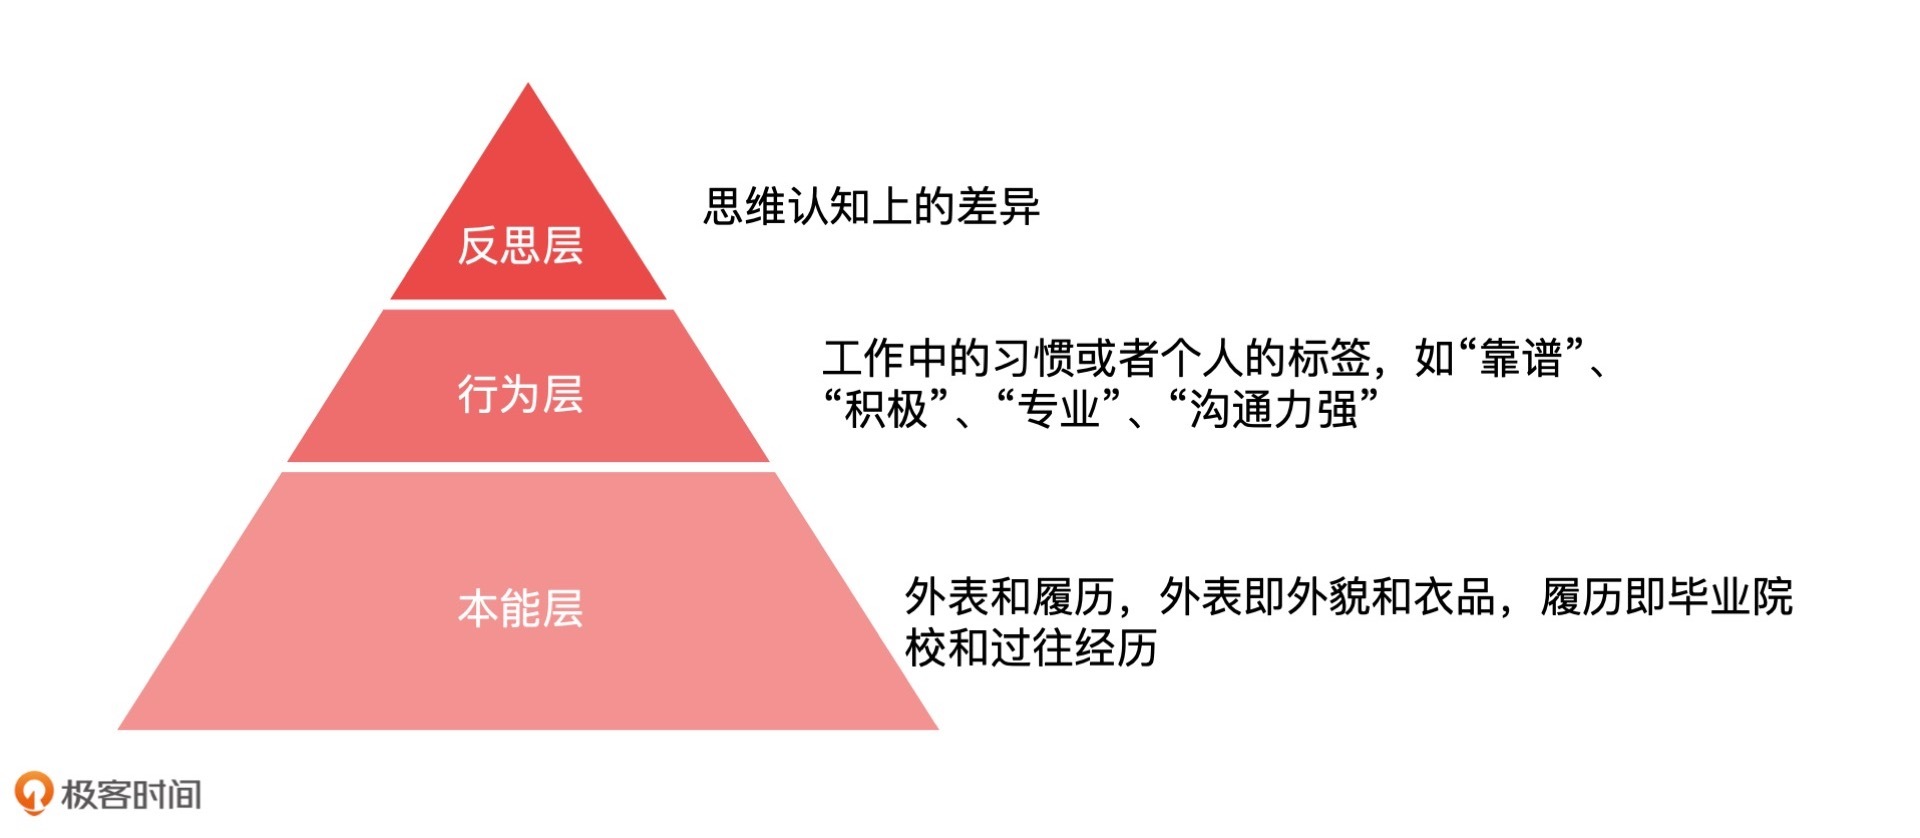 思维认知上的差异
反思层
工作中的习惯或者个人的标签，如“靠谱”、
“积极”、“专业”、“沟通力强”
行为层
外表和履历，外表即外貌和衣品，履历即毕业院
校和过往经历
本能层
极客时间